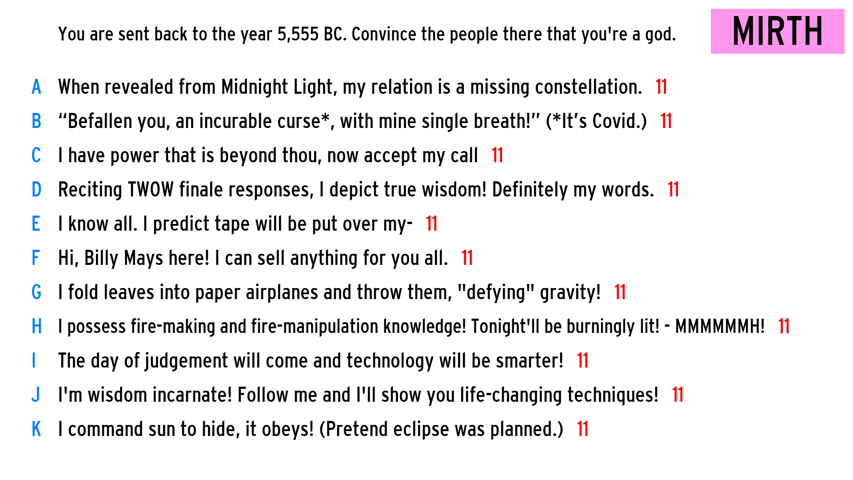 You are sent back to the year 5,555 BC. Convince the people there that you're a god.
MIRTH
A When revealed from Midnight Light, my relation is a missing constellation. 11
B “Befallen you, an incurable curse*, with mine single breath!” (*It’s Covid.) 11
C I have power that is beyond thou, now accept my call 11
D Reciting TWOW finale responses, I depict true wisdom! Definitely my words. 11
E I know all. I predict tape will be put over my- 11
F Hi, Billy Mays here! I can sell anything for you all. 11
G I fold leaves into paper airplanes and throw them, "defying" gravity! 11
H I possess fire-making and fire-manipulation knowledge! Tonight'll be burningly lit! - MMMMMMH! 11
I The day of judgement will come and technology will be smarter! 11
J I'm wisdom incarnate! Follow me and I'll show you life-changing techniques! 11
K I command sun to hide, it obeys! (Pretend eclipse was planned.) 11